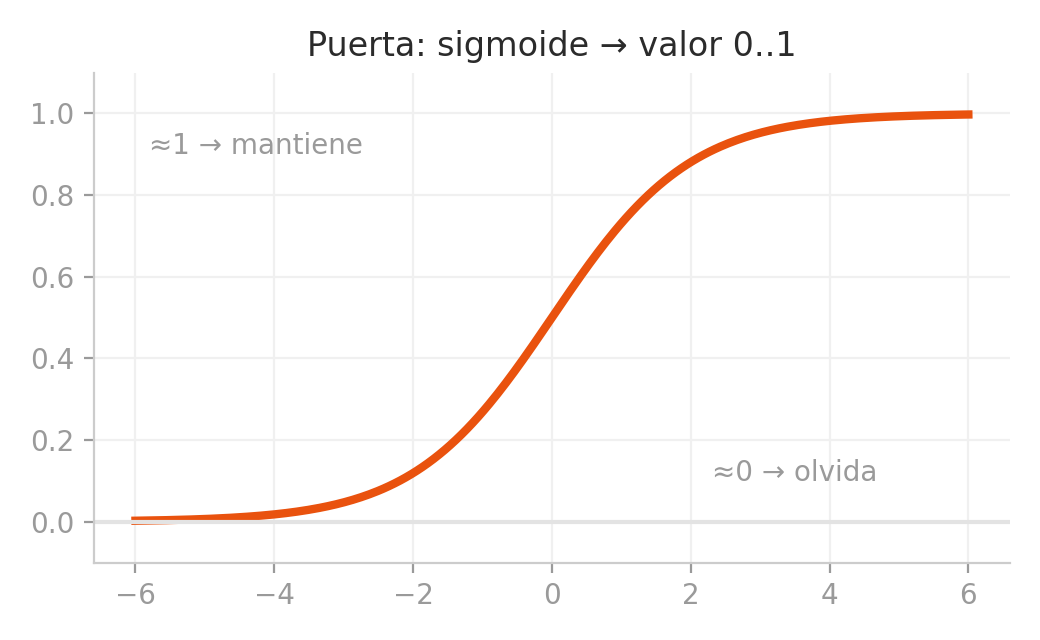 Puerta: sigmoide → valor 0..1
1.0
≈1 → mantiene
0.8
0.6
0.4
0.2
≈0 → olvida
0.0
−6 −4 −2 0 2 4 6